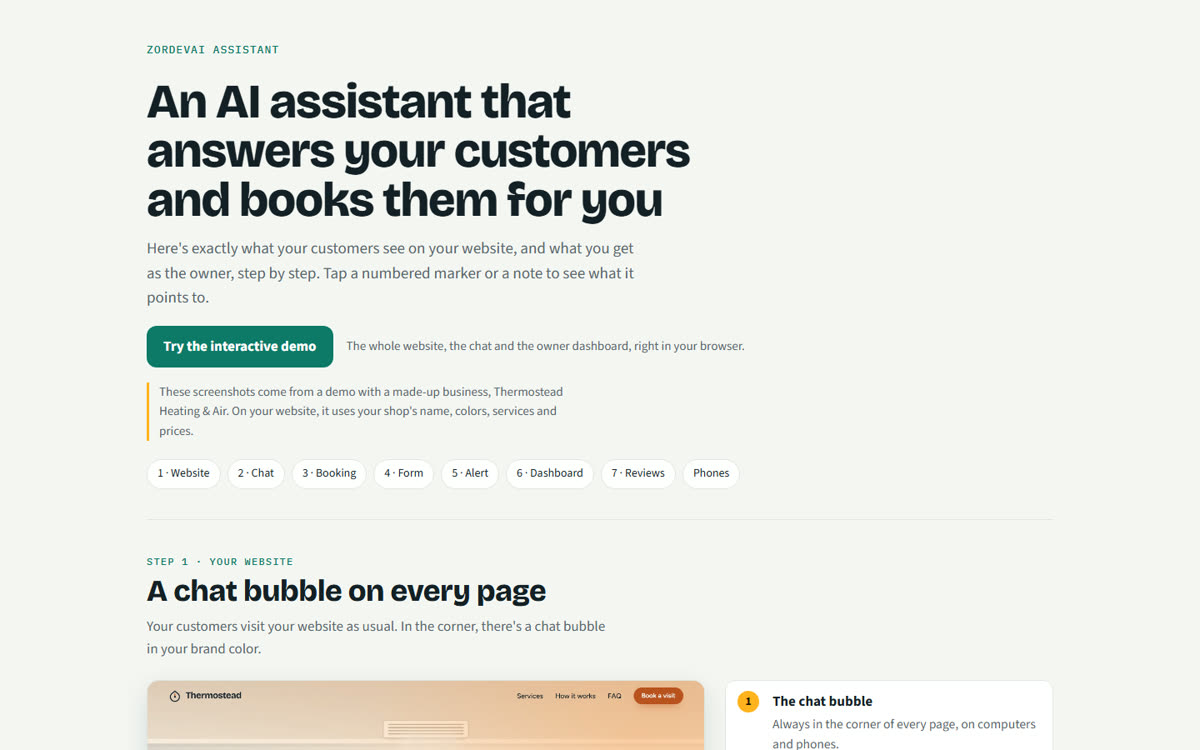 ZORDEVAI ASSISTANT
An AI assistant that
answers your customers
and books them for you
Here's exactly what your customers see on your website, and what you get
as the owner, step by step. Tap a numbered marker or a note to see what it
points to.
Try the interactive demo
The whole website, the chat and the owner dashboard, right in your browser.
These screenshots come from a demo with a made-up business, Thermostead
Heating & Air. On your website, it uses your shop's name, colors, services and
prices.
1 · Website
2 · Chat
3 · Booking
4 · Form
5 · Alert
6 · Dashboard
7 · Reviews
Phones
STEP 1 · YOUR WEBSITE
A chat bubble on every page
Your customers visit your website as usual. In the corner, there's a chat bubble
in your brand color.
Thermostead
Services
How it works
FAQ
Book a visit
1
The chat bubble
Always in the corner of every page, on computers
and phones.